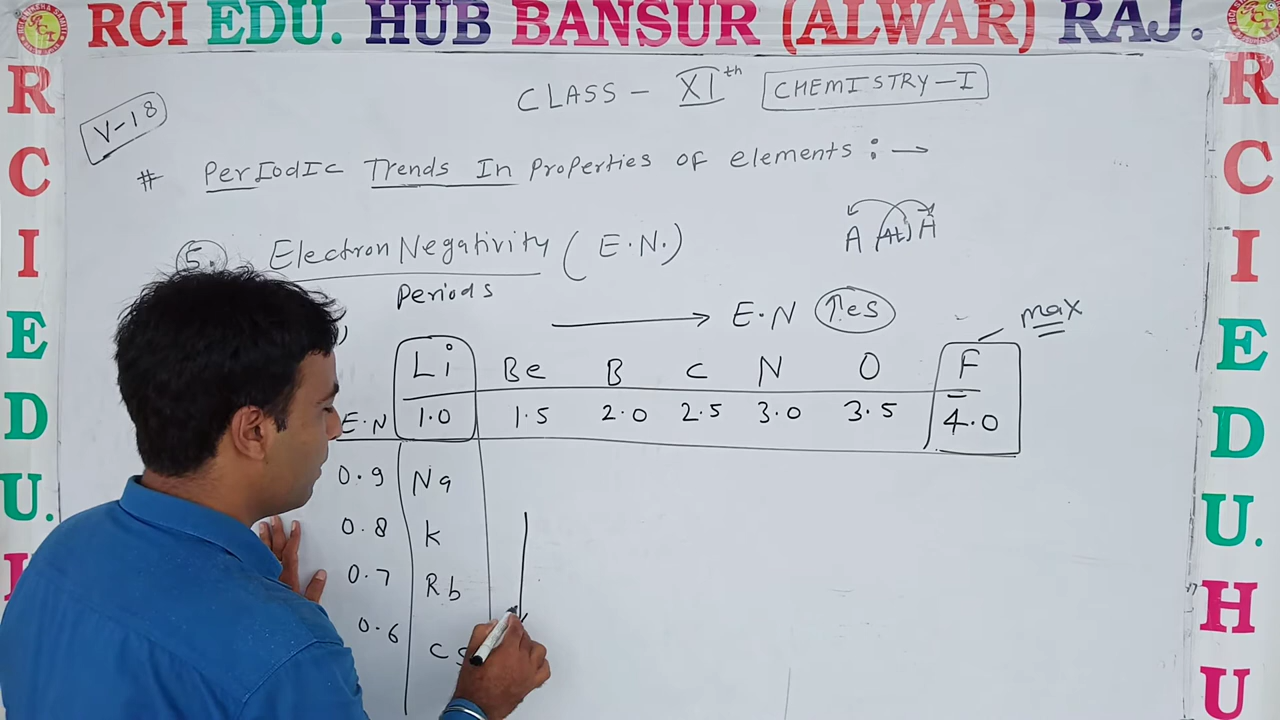 RCI EDU. HUB BANSUR (ALWAR) RAJ.
R
C
I
E
D
U.
R
C
I
E
D
U.
H
U
CLASS - XIth CHEMISTRY-I
V-18
# PerIodIc Trends In Properties of elements : →
5. Electron Negativity ( E.N.)
A (At) A
Periods
→ E.N ↑es
max
Li Be B C N O F
E.N 1.0 1.5 2.0 2.5 3.0 3.5 4.0
0.9 Na
0.8 K
0.7 Rb
0.6 Cs